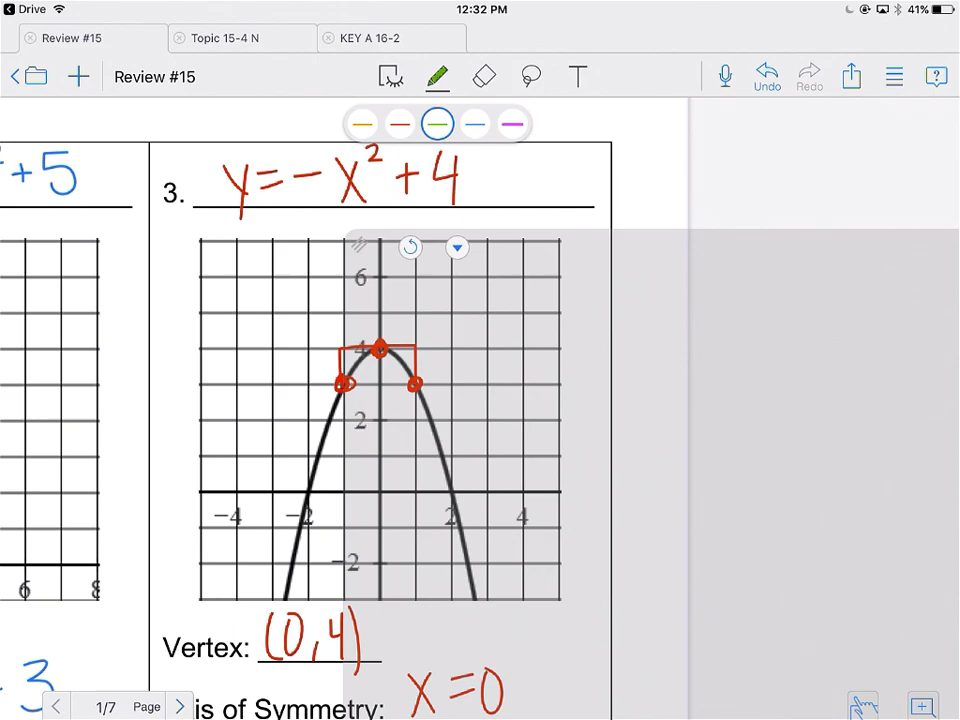 Drive
12:32 PM
41%
Review #15
Topic 15-4 N
KEY A 16-2
Review #15
T
Undo
Redo
?
+5
3. y=-x²+4
6
4
2
-4
-2
2
4
-2
6
8
Vertex: (0,4)
3
is of Symmetry: x=0
1/7
Page